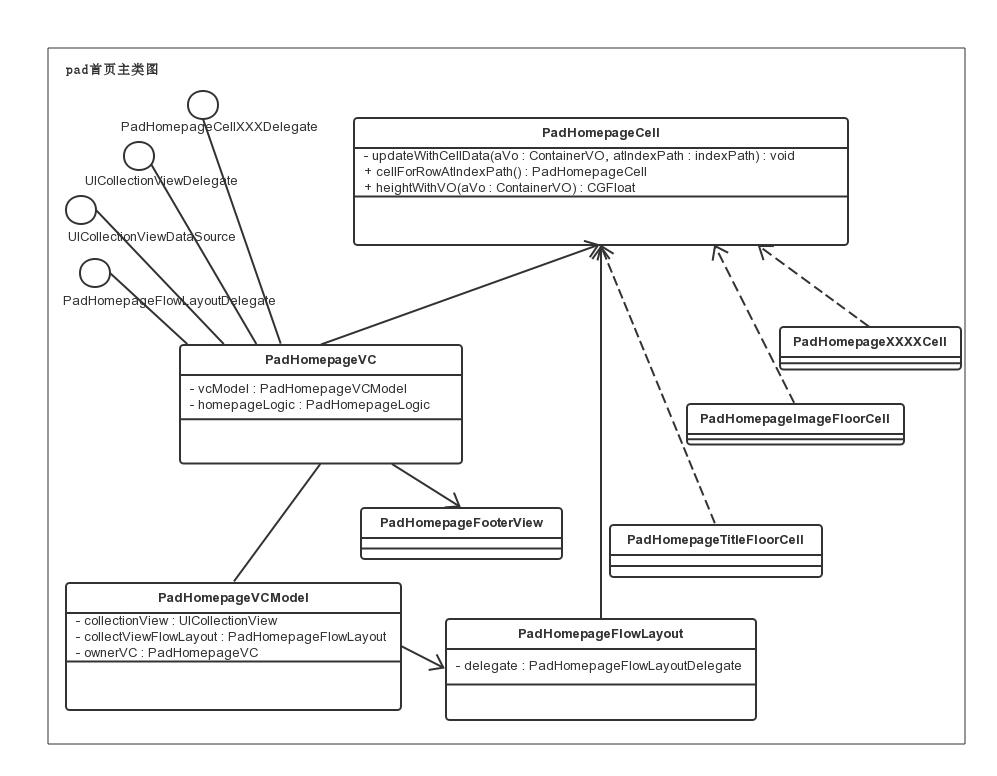 pad首页主类图
PadHomepageCellXXXDelegate
UICollectionViewDelegate
UICollectionViewDataSource
PadHomepageFlowLayoutDelegate
PadHomepageCell
- updateWithCellData(aVo : ContainerVO, atIndexPath : indexPath) : void
+ cellForRowAtIndexPath() : PadHomepageCell
+ heightWithVO(aVo : ContainerVO) : CGFloat
PadHomepageXXXXCell
PadHomepageVC
- vcModel : PadHomepageVCModel
- homepageLogic : PadHomepageLogic
PadHomepageImageFloorCell
PadHomepageFooterView
PadHomepageTitleFloorCell
PadHomepageVCModel
- collectionView : UICollectionView
- collectViewFlowLayout : PadHomepageFlowLayout
- ownerVC : PadHomepageVC
PadHomepageFlowLayout
- delegate : PadHomepageFlowLayoutDelegate